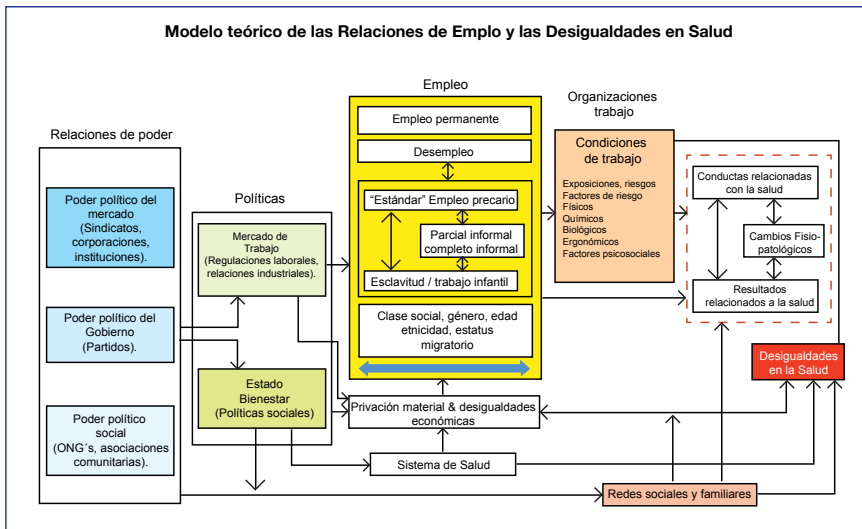 Modelo teórico de las Relaciones de Emplo y las Desigualdades en Salud
Relaciones de poder
Poder político del
mercado
(Sindicatos,
corporaciones,
instituciones).
Poder político del
Gobierno
(Partidos).
Poder político
social
(ONG´s, asociaciones
comunitarias).
Políticas
Mercado de
Trabajo
(Regulaciones laborales,
relaciones industriales).
Estado
Bienestar
(Políticas sociales)
Empleo
Empleo permanente
Desempleo
“Estándar” Empleo precario
Parcial informal
completo informal
Esclavitud / trabajo infantil
Clase social, género, edad
etnicidad, estatus
migratorio
Privación material & desigualdades
económicas
Sistema de Salud
Organizaciones
trabajo
Condiciones
de trabajo
Exposiciones, riesgos
Factores de riesgo
Físicos
Químicos
Biológicos
Ergonómicos
Factores psicosociales
Conductas relacionadas
con la salud
Cambios Fisio-
patológicos
Resultados
relacionados a la salud
Desigualdades
en la Salud
Redes sociales y familiares